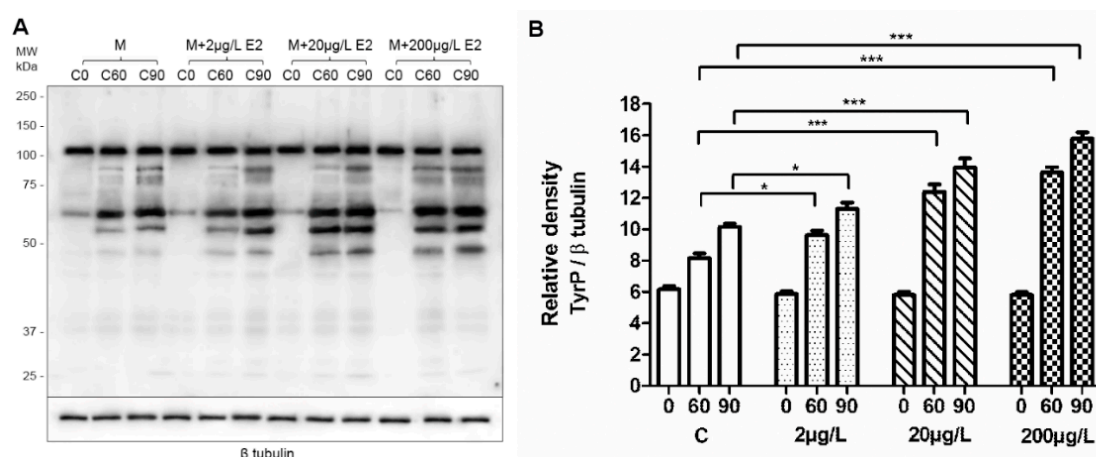 A
MW
kDa
M M+2µg/L E2 M+20µg/L E2 M+200µg/L E2
C0 C60 C90 C0 C60 C90 C0 C60 C90 C0 C60 C90
250 -
150 -
100 -
75 -
50 -
37 -
25 -
β tubulin
B
***
***
***
***
*
*
Relative density
TyrP / β tubulin
18
16
14
12
10
8
6
4
2
0
0 60 90 0 60 90 0 60 90 0 60 90
C 2µg/L 20µg/L 200µg/L